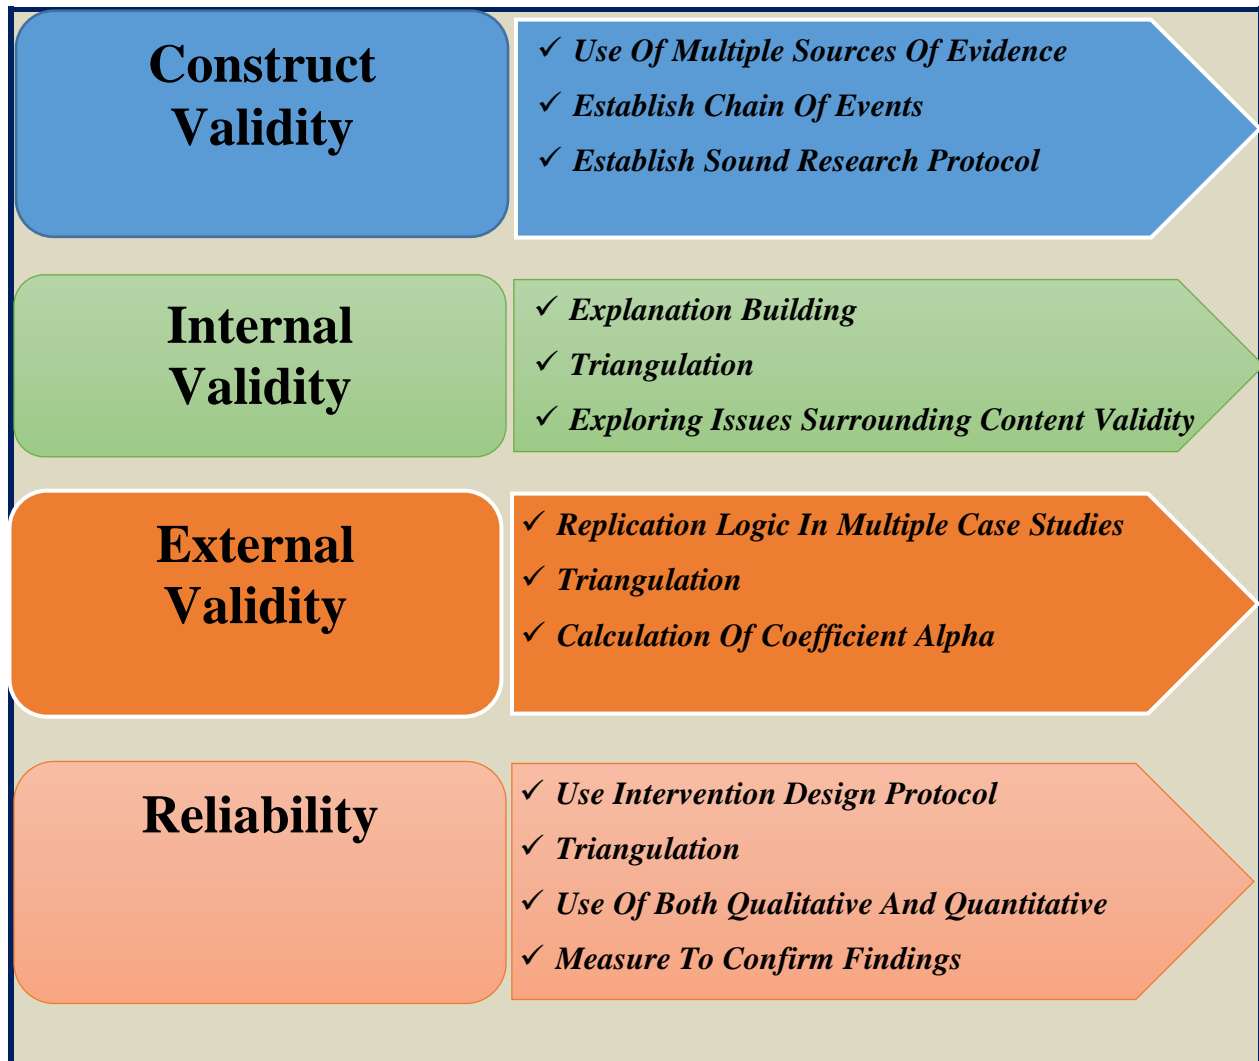 Construct
Validity
✓ Use Of Multiple Sources Of Evidence
✓ Establish Chain Of Events
✓ Establish Sound Research Protocol
Internal
Validity
✓ Explanation Building
✓ Triangulation
✓ Exploring Issues Surrounding Content Validity
External
Validity
✓ Replication Logic In Multiple Case Studies
✓ Triangulation
✓ Calculation Of Coefficient Alpha
Reliability
✓ Use Intervention Design Protocol
✓ Triangulation
✓ Use Of Both Qualitative And Quantitative
✓ Measure To Confirm Findings